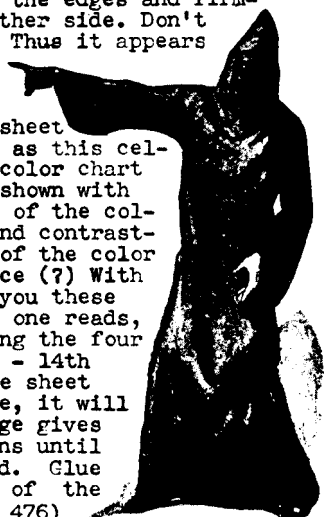 the edges and firm-
ther side. Don't
Thus it appears
sheet
as this cel-
color chart
shown with
of the col-
nd contrast-
of the color
ce (?) With
you these
one reads,
ng the four
- 14th
e sheet
e, it will
ge gives
ns until
d. Glue
of the
476)